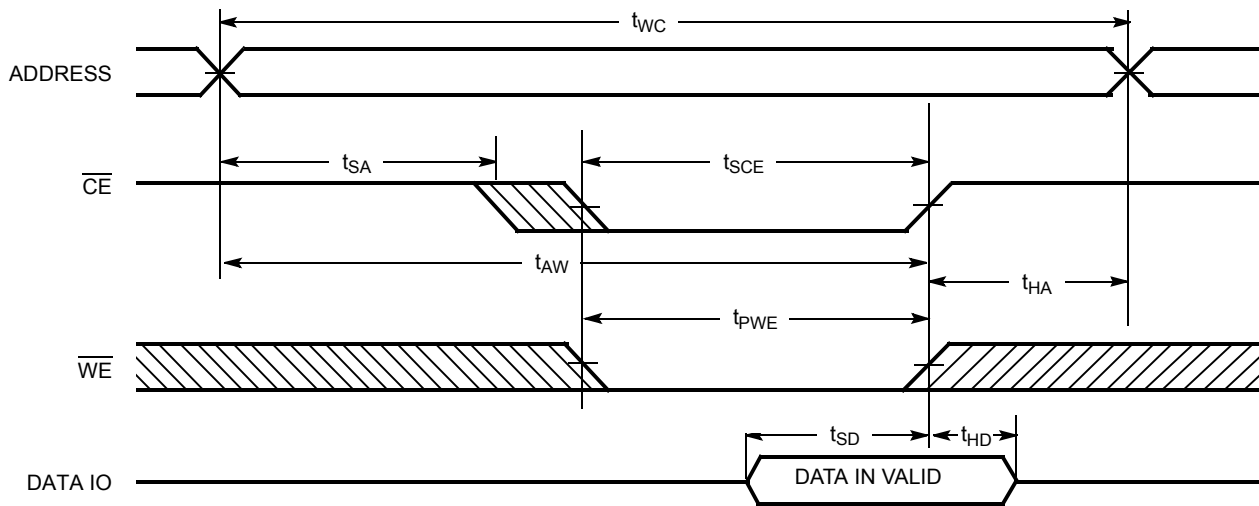 tWC
ADDRESS
tSA
tSCE
CE
tAW
tHA
tPWE
WE
tSD
tHD
DATA IO
DATA IN VALID